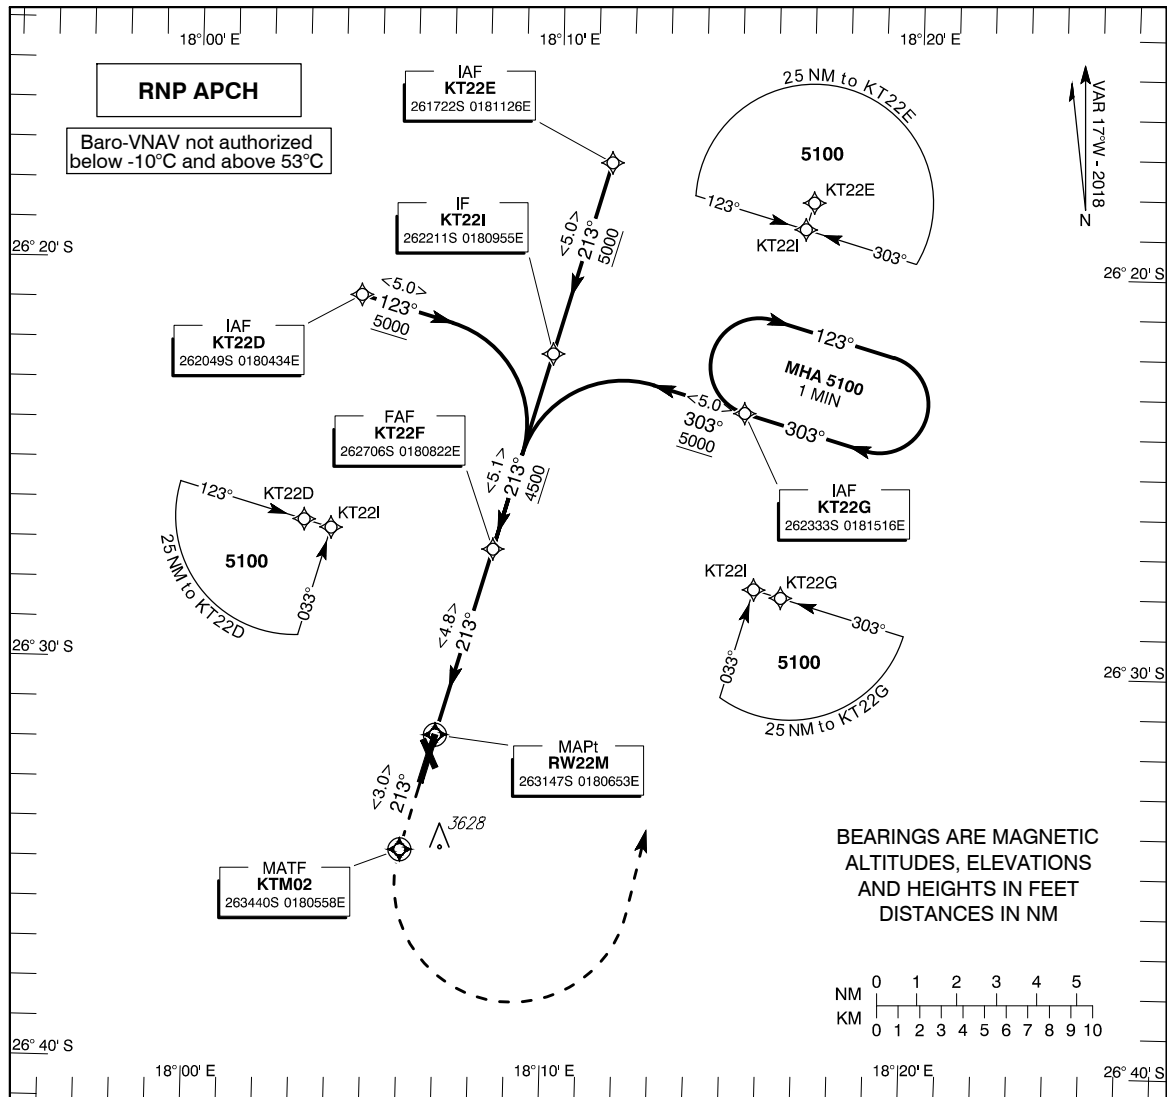 18°00' E
18°10' E
18°20' E
RNP APCH
Baro-VNAV not authorized
below -10°C and above 53°C
IAF
KT22E
261722S 0181126E
25 NM to KT22E
5100
KT22E
KT22I
123°
303°
VAR 17°W - 2018
N
IF
KT22I
262211S 0180955E
<5.0>
213°
5000
26° 20' S
26° 20' S
<5.0>
123°
5000
IAF
KT22D
262049S 0180434E
123°
MHA 5100
1 MIN
303°
<5.0>
303°
5000
FAF
KT22F
262706S 0180822E
<5.1>
213°
4500
IAF
KT22G
262333S 0181516E
123°
KT22D
KT22I
5100
033°
25 NM to KT22D
KT22I
KT22G
303°
033°
5100
25 NM to KT22G
<4.8>
213°
26° 30' S
26° 30' S
MAPt
RW22M
263147S 0180653E
<3.0>
213°
3628
MATF
KTM02
263440S 0180558E
BEARINGS ARE MAGNETIC
ALTITUDES, ELEVATIONS
AND HEIGHTS IN FEET
DISTANCES IN NM
NM 0 1 2 3 4 5
KM 0 1 2 3 4 5 6 7 8 9 10
26° 40' S
26° 40' S
18°00' E
18°10' E
18°20' E